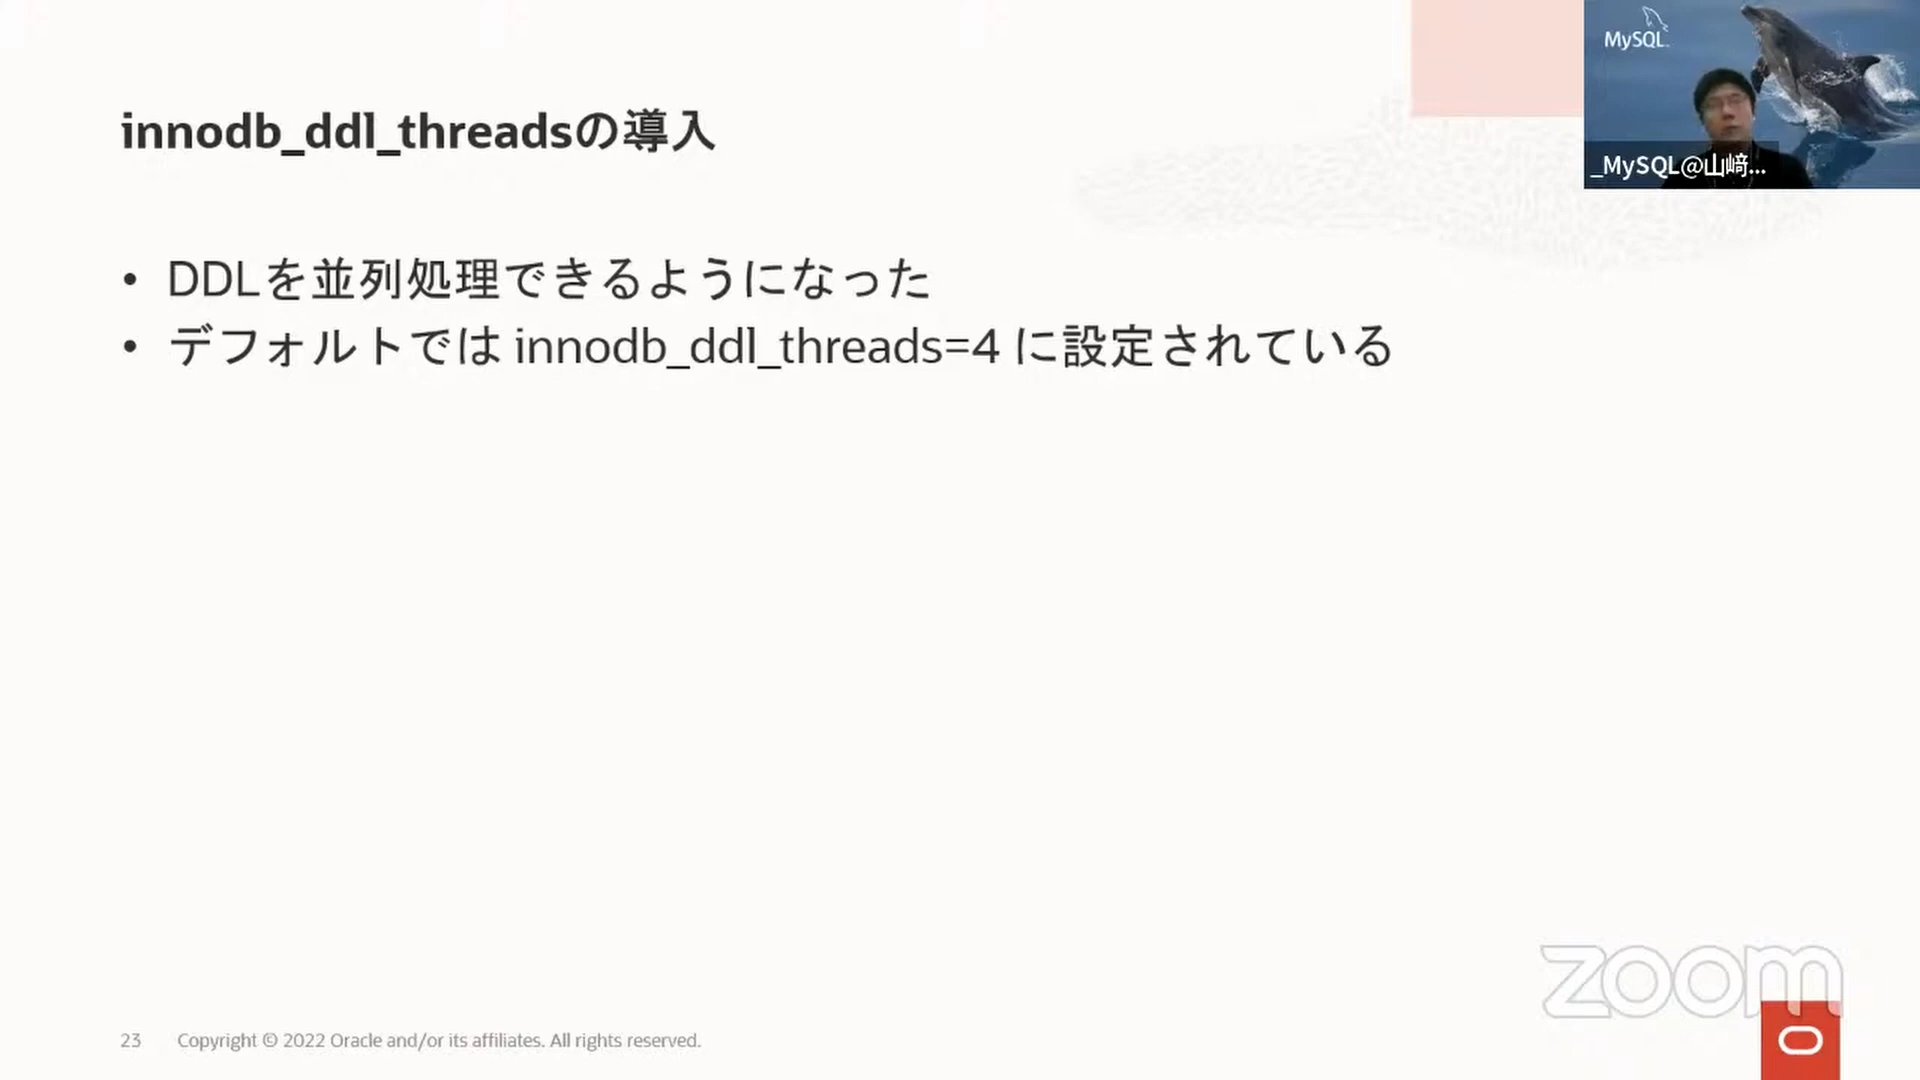 innodb_ddl_threadsの導入
MySQL
_MySQL@山﨑...
• DDLを並列処理できるようになった
• デフォルトでは innodb_ddl_threads=4 に設定されている
zoom
23 Copyright © 2022 Oracle and/or its affiliates. All rights reserved.